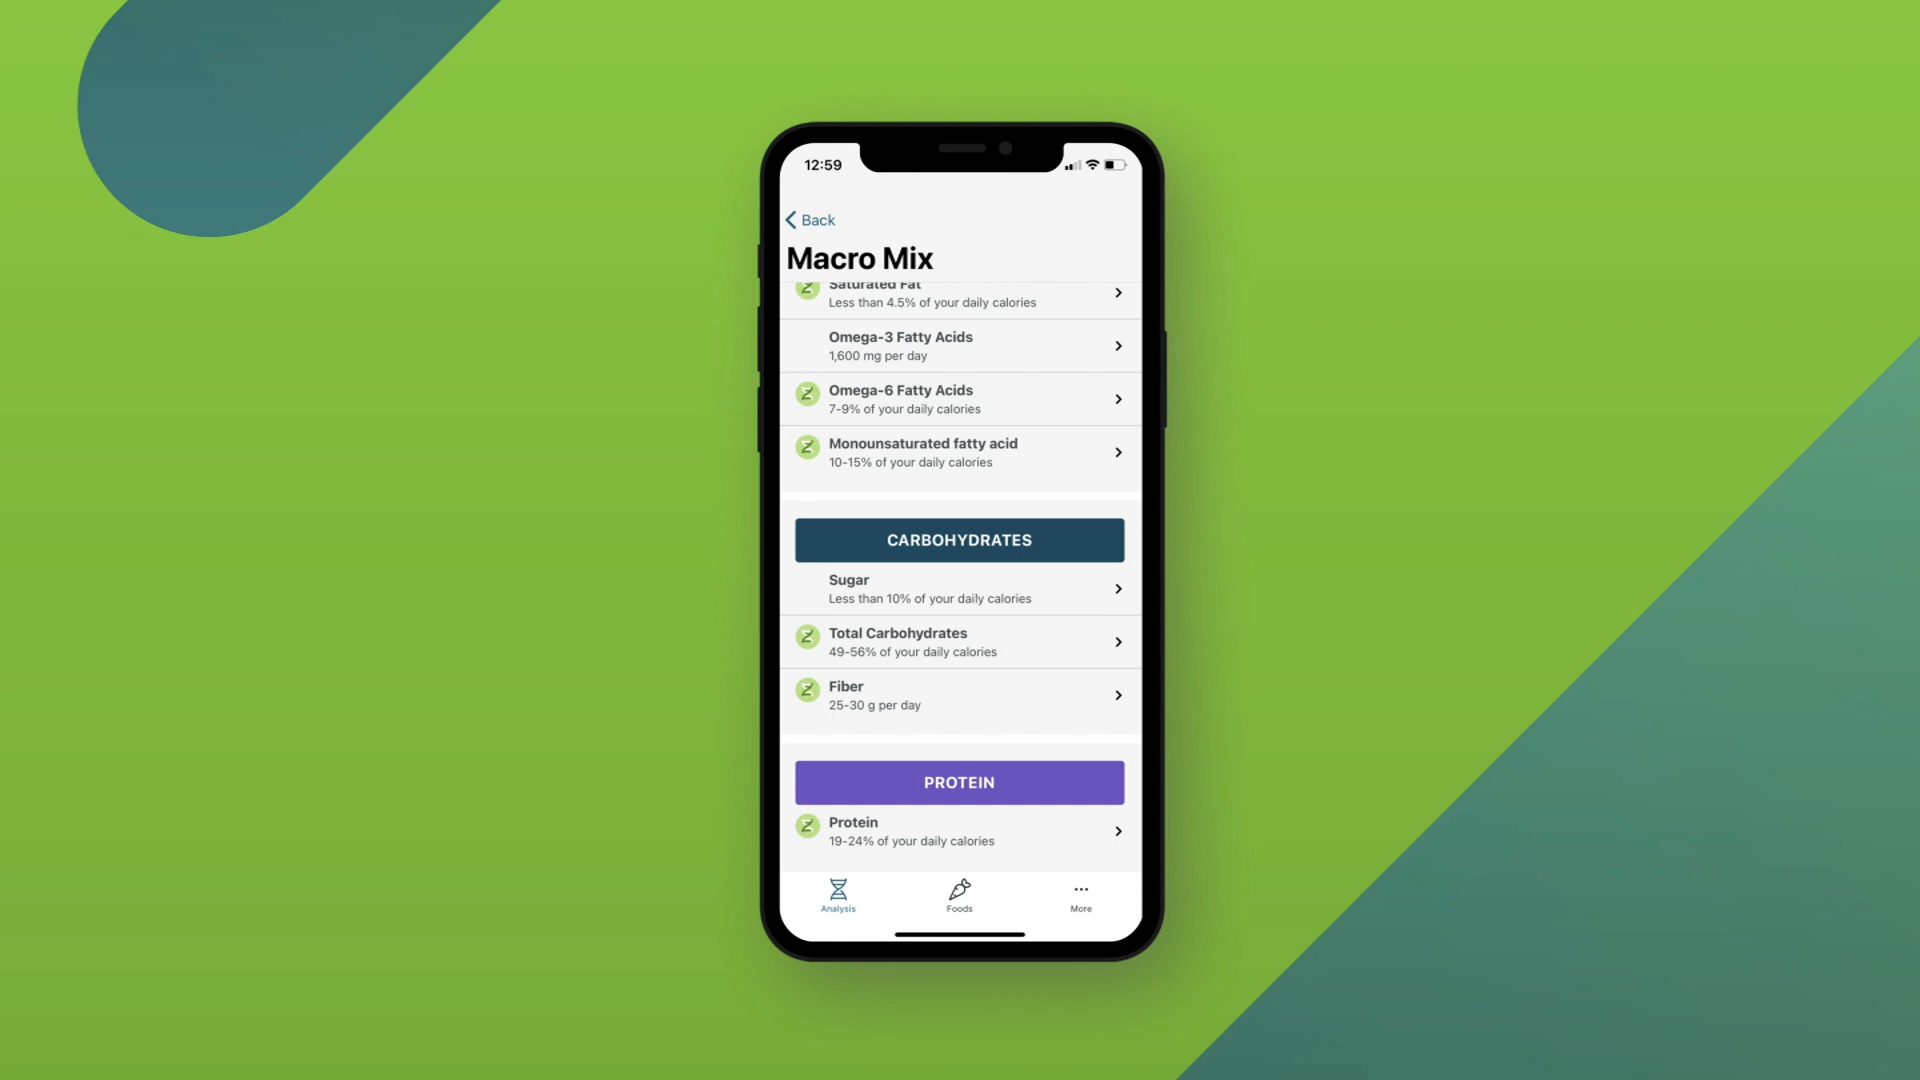 12:59
Back
Macro Mix
Saturated Fat
Less than 4.5% of your daily calories
Omega-3 Fatty Acids
1,600 mg per day
Omega-6 Fatty Acids
7-9% of your daily calories
Monounsaturated fatty acid
10-15% of your daily calories
CARBOHYDRATES
Sugar
Less than 10% of your daily calories
Total Carbohydrates
49-56% of your daily calories
Fiber
25-30 g per day
PROTEIN
Protein
19-24% of your daily calories
Analysis
Foods
More